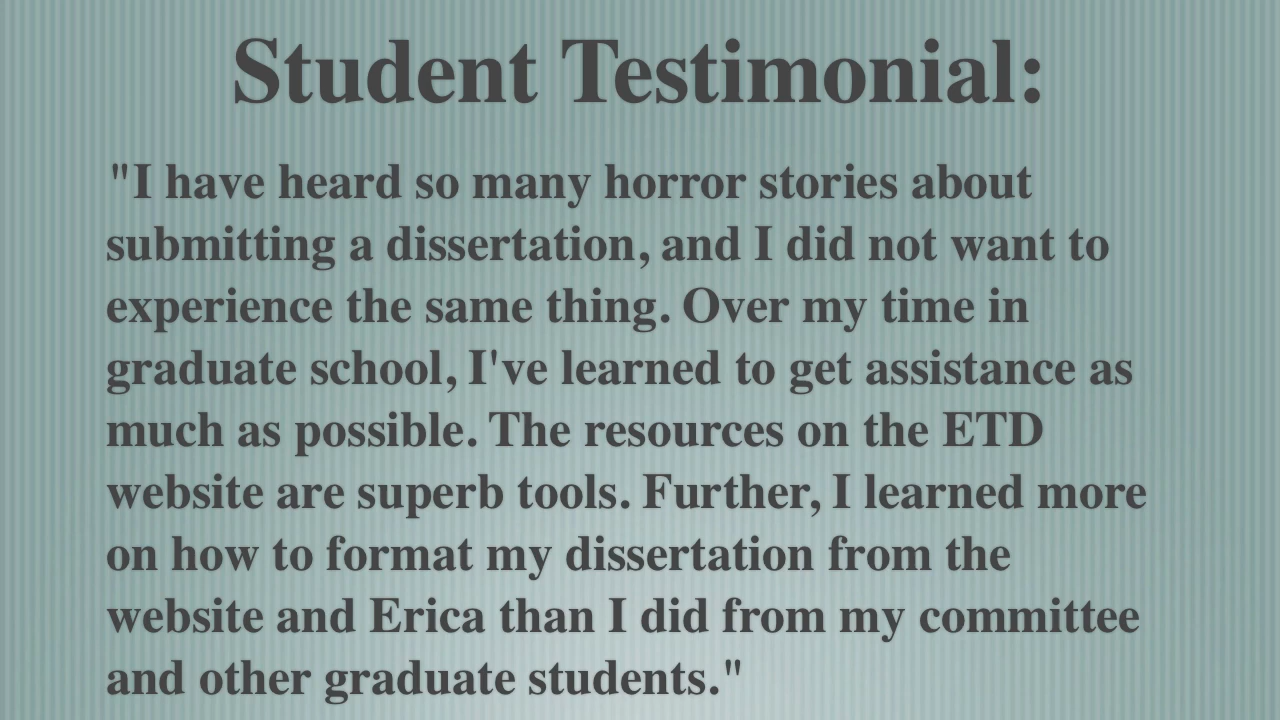 Student Testimonial:
"I have heard so many horror stories about
submitting a dissertation, and I did not want to
experience the same thing. Over my time in
graduate school, I've learned to get assistance as
much as possible. The resources on the ETD
website are superb tools. Further, I learned more
on how to format my dissertation from the
website and Erica than I did from my committee
and other graduate students."